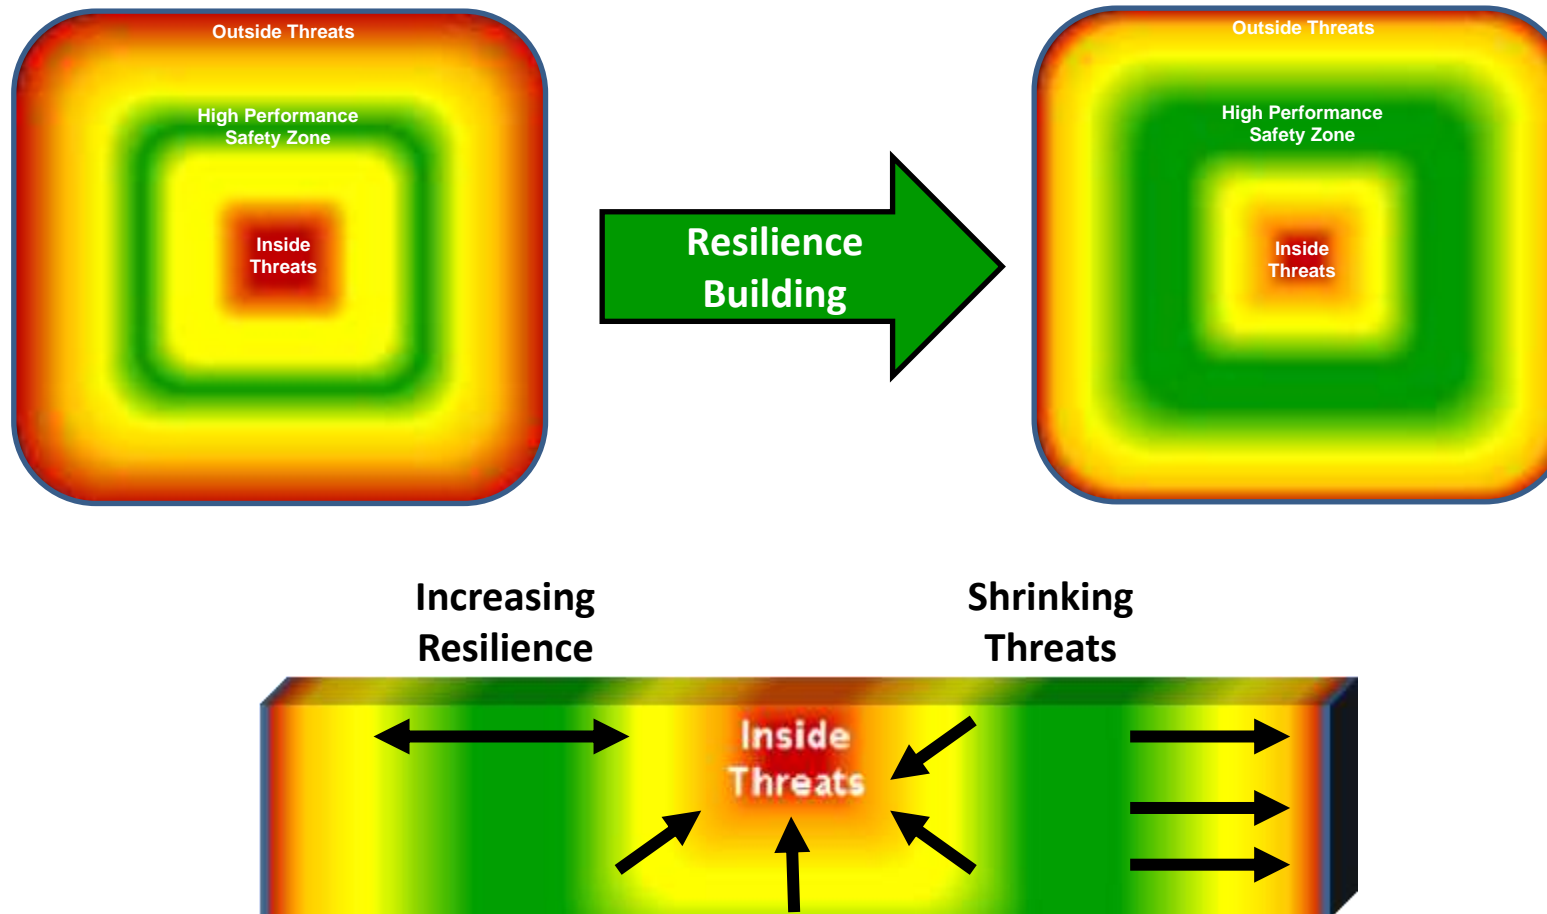 Outside Threats
High Performance
Safety Zone
Inside
Threats
Resilience
Building
Outside Threats
High Performance
Safety Zone
Inside
Threats
Increasing
Resilience
Shrinking
Threats
Inside
Threats